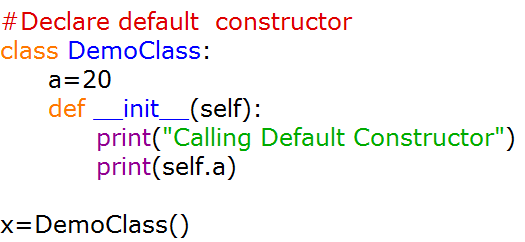 #Declare default  constructor
class DemoClass:
    a=20
    def __init__(self):
        print("Calling Default Constructor")
        print(self.a)

x=DemoClass()